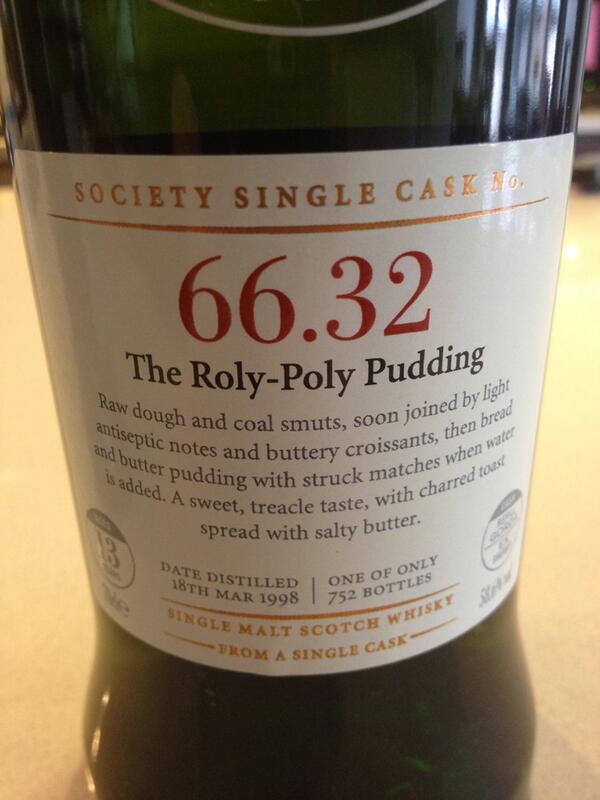 SOCIETY SINGLE CASK No.
66.32
The Roly-Poly Pudding
Raw dough and coal smuts, soon joined by light
antiseptic notes and buttery croissants, then bread
and butter pudding with struck matches when water
is added. A sweet, treacle taste, with charred toast
spread with salty butter.
13
DATE DISTILLED
18TH MAR 1998
ONE OF ONLY
752 BOTTLES
SINGLE MALT SCOTCH WHISKY
FROM A SINGLE CASK